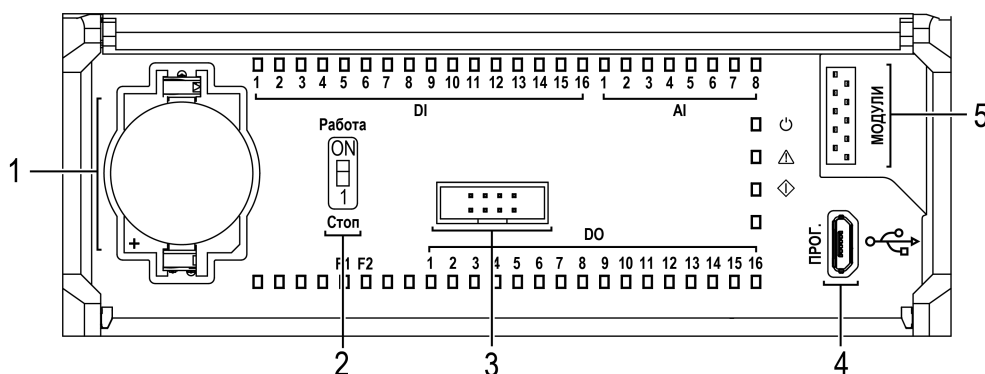 1 2 3 4 5 6 7 8 9 10 11 12 13 14 15 16 1 2 3 4 5 6 7 8
DI AI
Работа
ON
1
Стоп
МОДУЛИ
5
1
+
DO
F1 F2 1 2 3 4 5 6 7 8 9 10 11 12 13 14 15 16
ПРОГ.
2 3 4